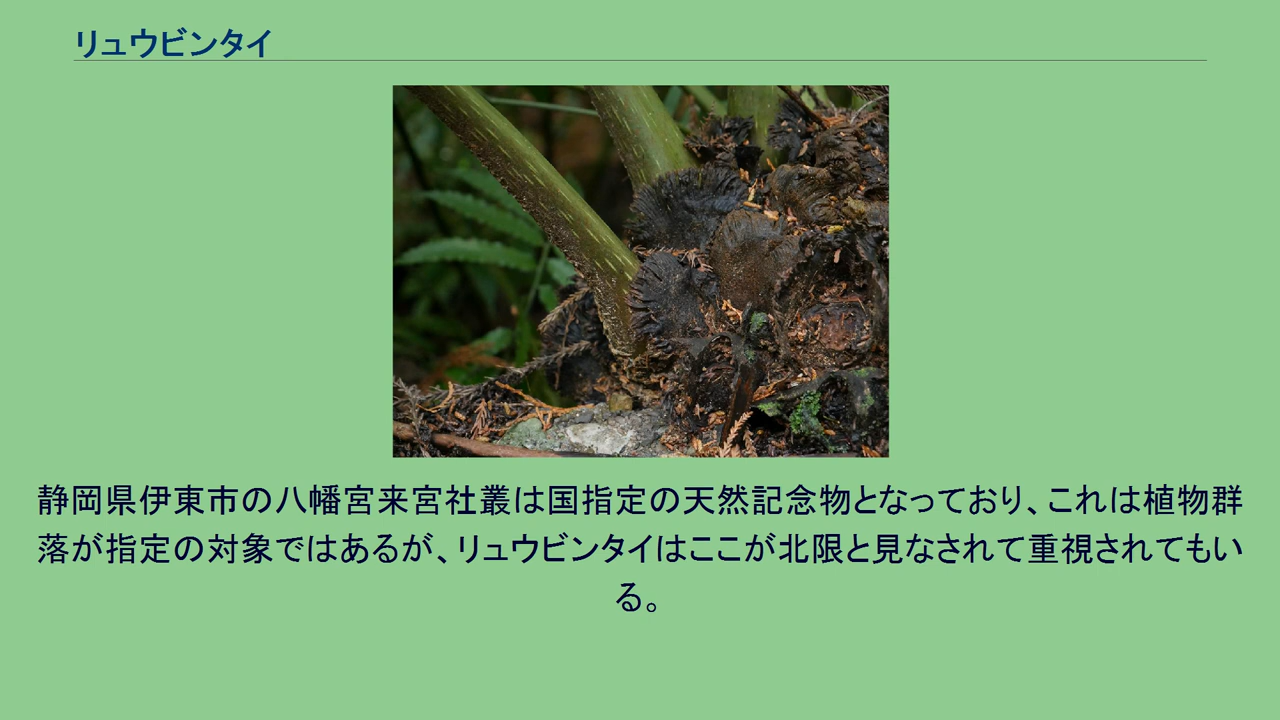 リュウビンタイ
静岡県伊東市の八幡宮来宮社叢は国指定の天然記念物となっており、これは植物群
落が指定の対象ではあるが、リュウビンタイはここが北限と見なされて重視されてもい
る。